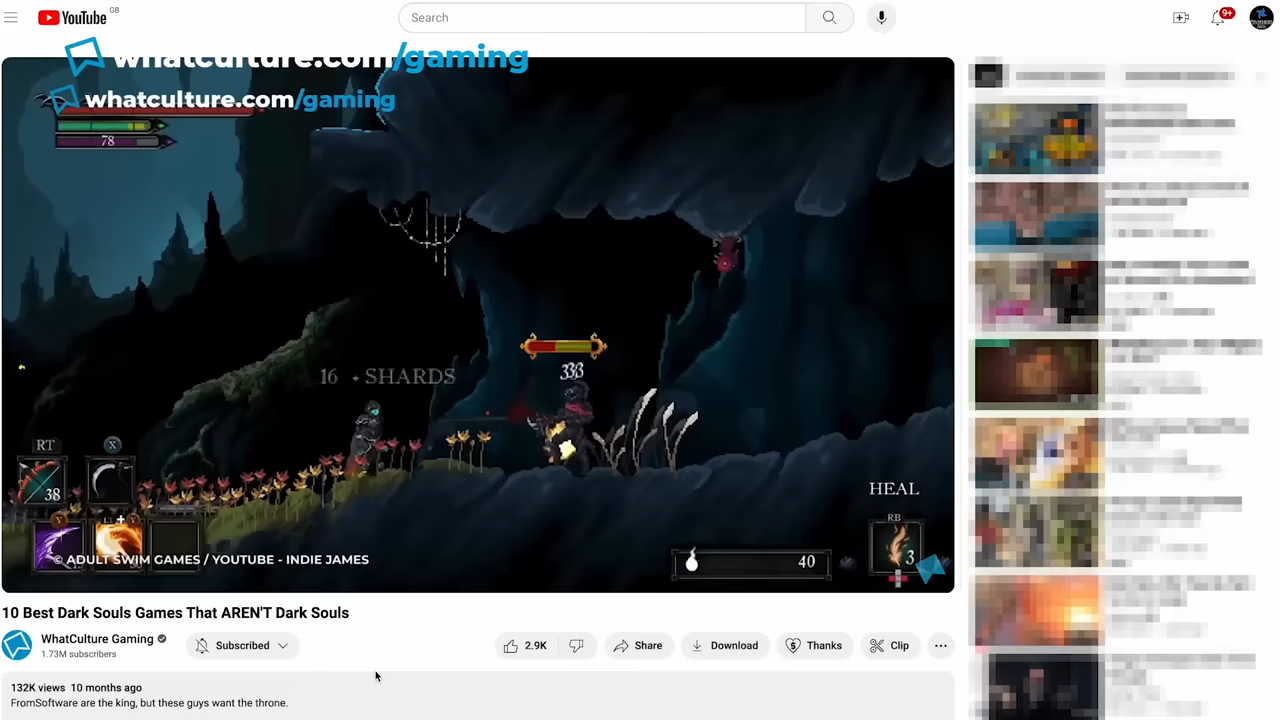 YouTube GB
Search
9+
whatculture.com/gaming
whatculture.com/gaming
78
16 + SHARDS
333
RT
X
38
Y
LT + Y
HEAL
RB
3
40
© ADULT SWIM GAMES / YOUTUBE - INDIE JAMES
10 Best Dark Souls Games That AREN'T Dark Souls
WhatCulture Gaming
1.73M subscribers
Subscribed
2.9K
Share
Download
Thanks
Clip
132K views 10 months ago
FromSoftware are the king, but these guys want the throne.